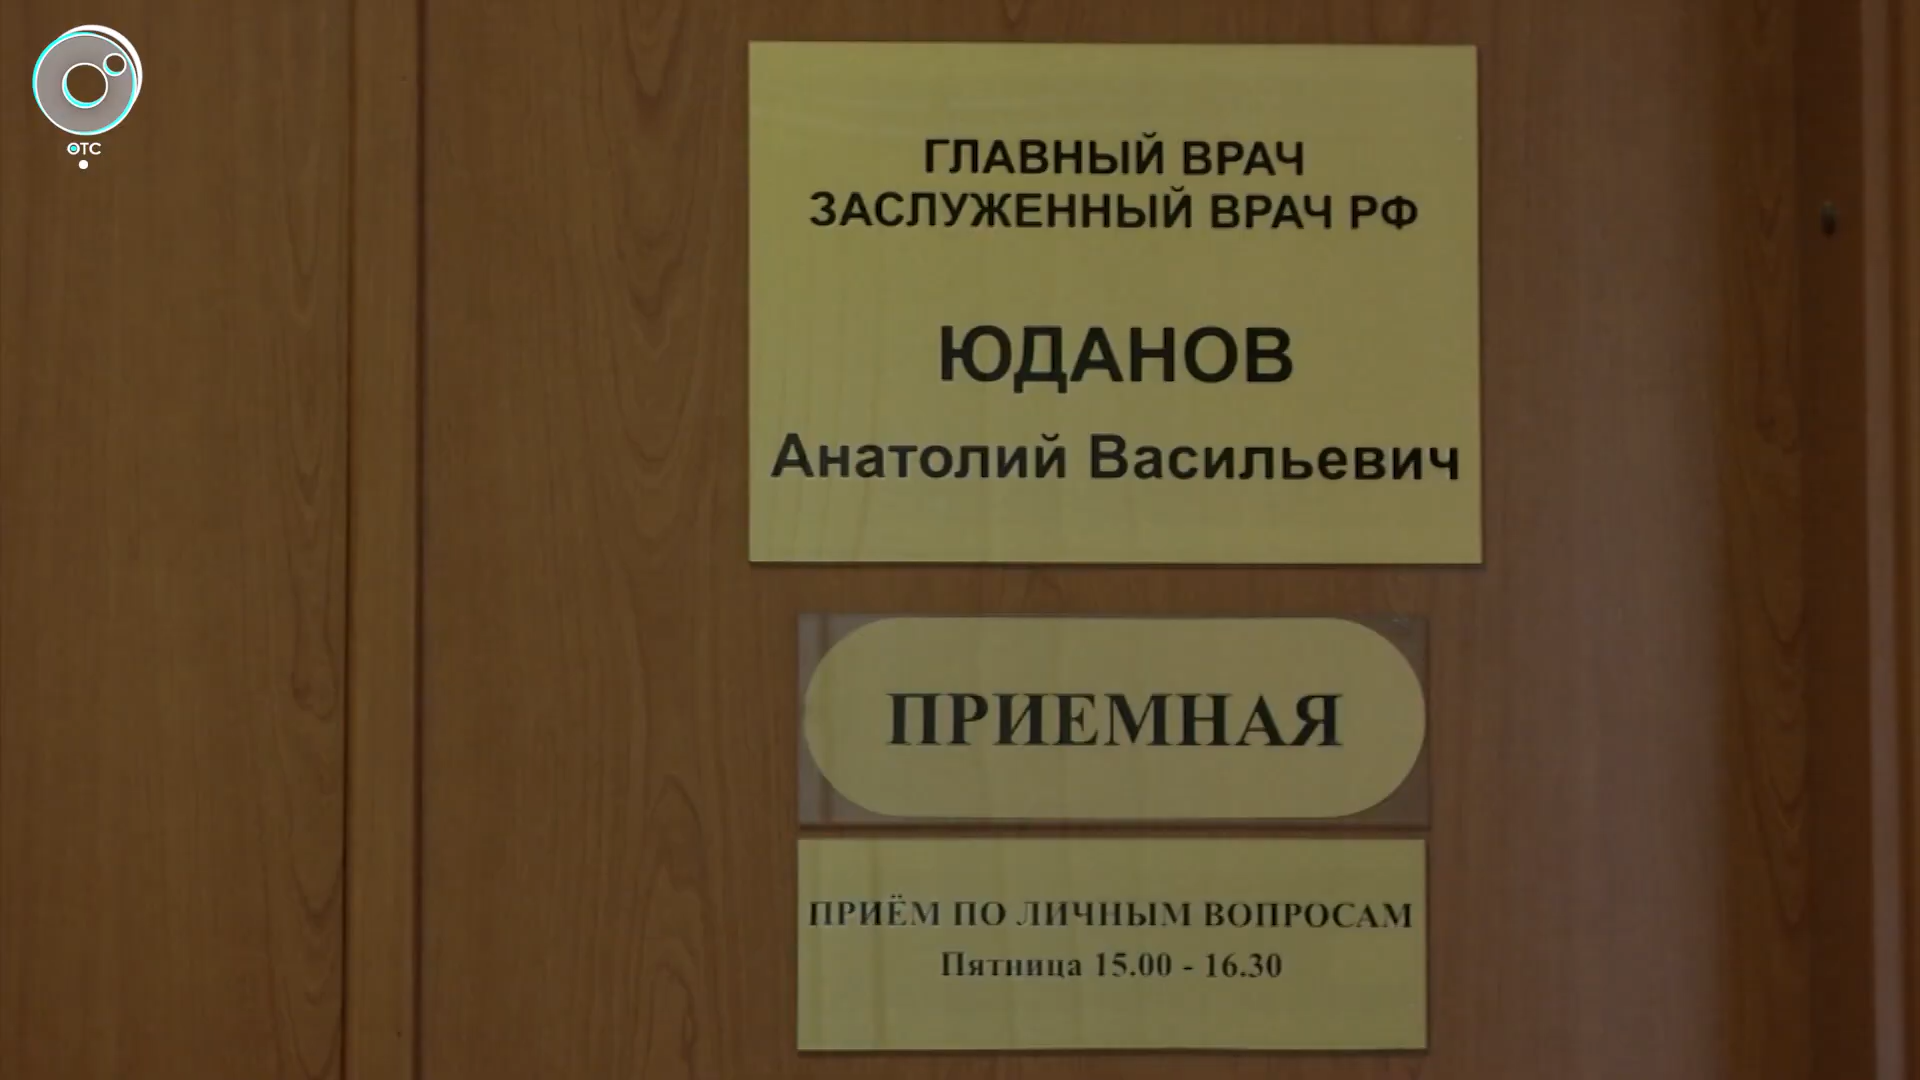 ОТС
ГЛАВНЫЙ ВРАЧ
ЗАСЛУЖЕННЫЙ ВРАЧ РФ
ЮДАНОВ
Анатолий Васильевич
ПРИЕМНАЯ
ПРИЁМ ПО ЛИЧНЫМ ВОПРОСАМ
Пятница 15.00 - 16.30